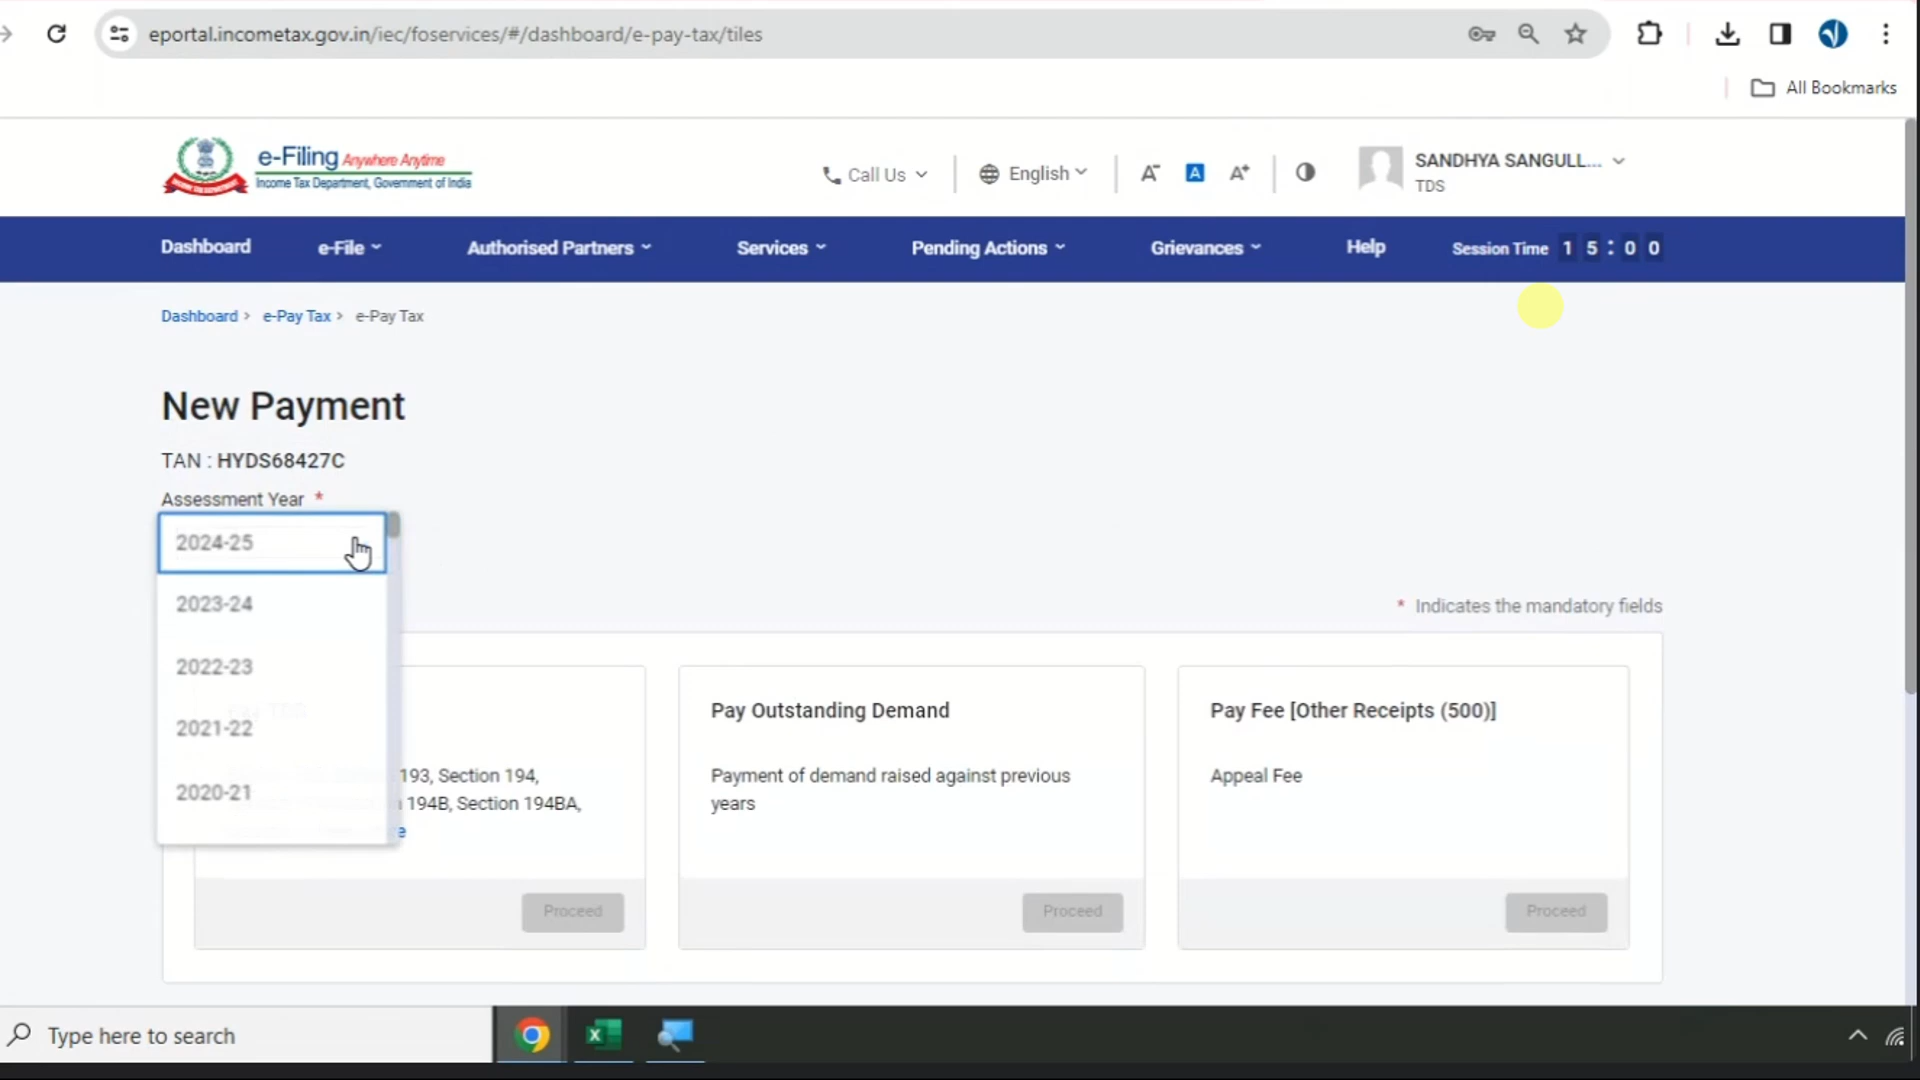 eportal.incometax.gov.in/iec/foservices/#/dashboard/e-pay-tax/tiles
All Bookmarks
e-Filing Anywhere Anytime
Income Tax Department, Government of India
Call Us
English
A- A A+
SANDHYA SANGULL...
TDS
Dashboard e-File Authorised Partners Services Pending Actions Grievances Help Session Time 15:00
Dashboard > e-Pay Tax > e-Pay Tax
New Payment
TAN : HYDS68427C
Assessment Year *
2024-25
2023-24
2022-23
2021-22
2020-21
* Indicates the mandatory fields
193, Section 194,
194B, Section 194BA,
Proceed
Pay Outstanding Demand
Payment of demand raised against previous
years
Proceed
Pay Fee [Other Receipts (500)]
Appeal Fee
Proceed
Type here to search